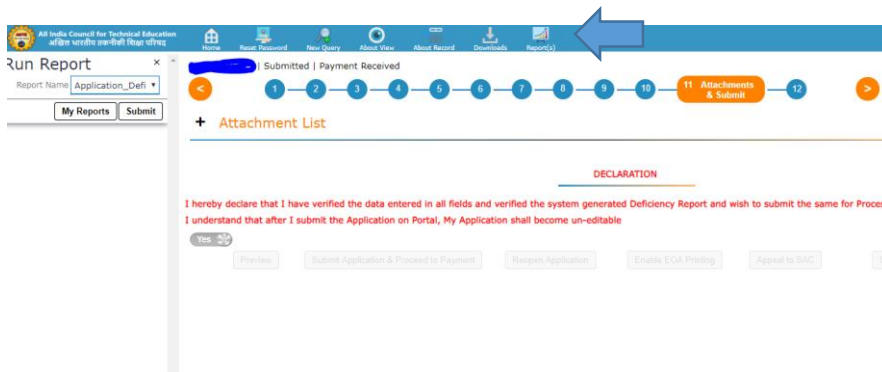 All India Council for Technical Education
अखिल भारतीय तकनीकी शिक्षा परिषद
Home Reset Password New Query About View About Record Downloads Report(s)
Run Report ×
Report Name Application_Defi
My Reports Submit
| Submitted | Payment Received
< 1 2 3 4 5 6 7 8 9 10 11 Attachments & Submit 12 >
+ Attachment List
DECLARATION
I hereby declare that I have verified the data entered in all fields and verified the system generated Deficiency Report and wish to submit the same for Proce
I understand that after I submit the Application on Portal, My Application shall become un-editable
Yes
Preview Submit Application & Proceed to Payment Reopen Application Enable EOA Printing Appeal to SAC